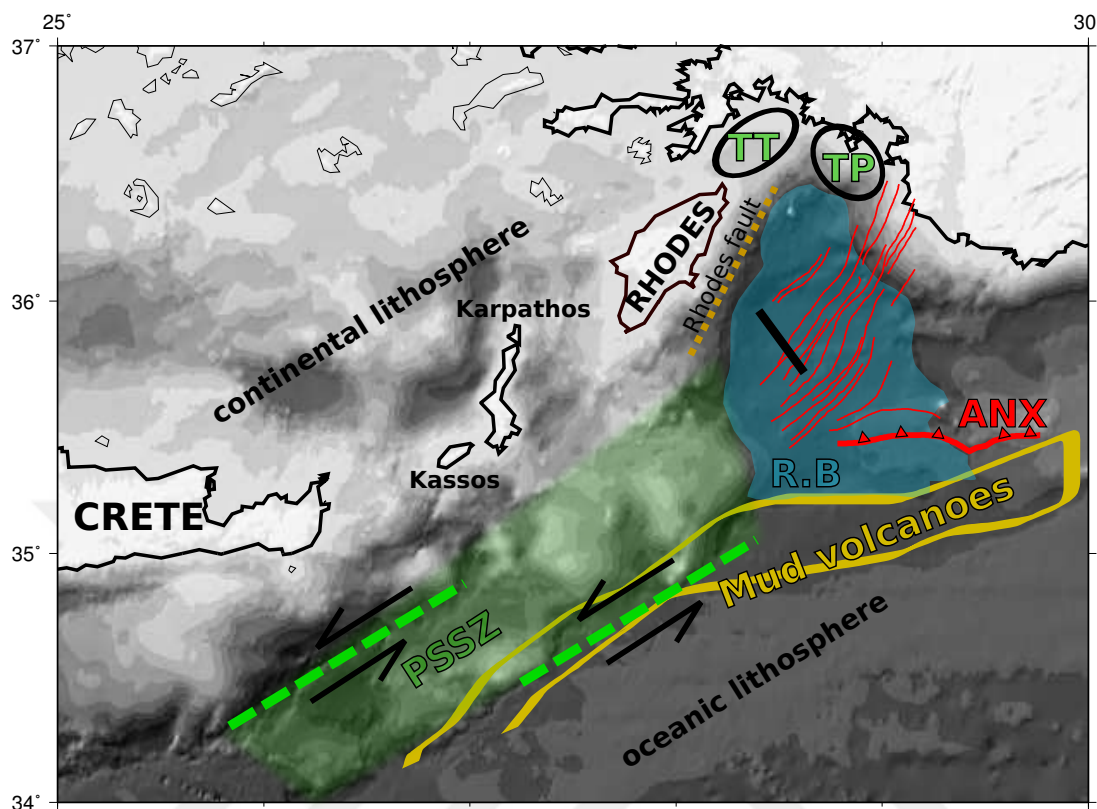 25°
30
37°
TT
TP
RHODES
Rhodes fault
continental lithosphere
36°
Karpathos
ANX
Kassos
R.B
CRETE
Mud volcanoes
35°
PSSZ
oceanic lithosphere
34°